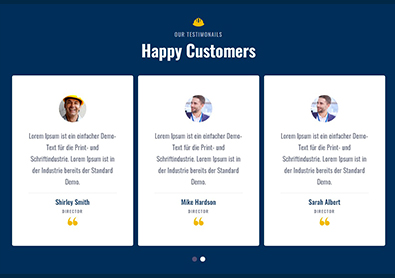 OUR TESTIMONAILS
Happy Customers
Lorem Ipsum ist ein einfacher Demo-
Text für die Print- und
Schriftindustrie. Lorem Ipsum ist in
der Industrie bereits der Standard
Demo.
Shirley Smith
DIRECTOR
Lorem Ipsum ist ein einfacher Demo-
Text für die Print- und
Schriftindustrie. Lorem Ipsum ist in
der Industrie bereits der Standard
Demo.
Mike Hardson
DIRECTOR
Lorem Ipsum ist ein einfacher Demo-
Text für die Print- und
Schriftindustrie. Lorem Ipsum ist in
der Industrie bereits der Standard
Demo.
Sarah Albert
DIRECTOR